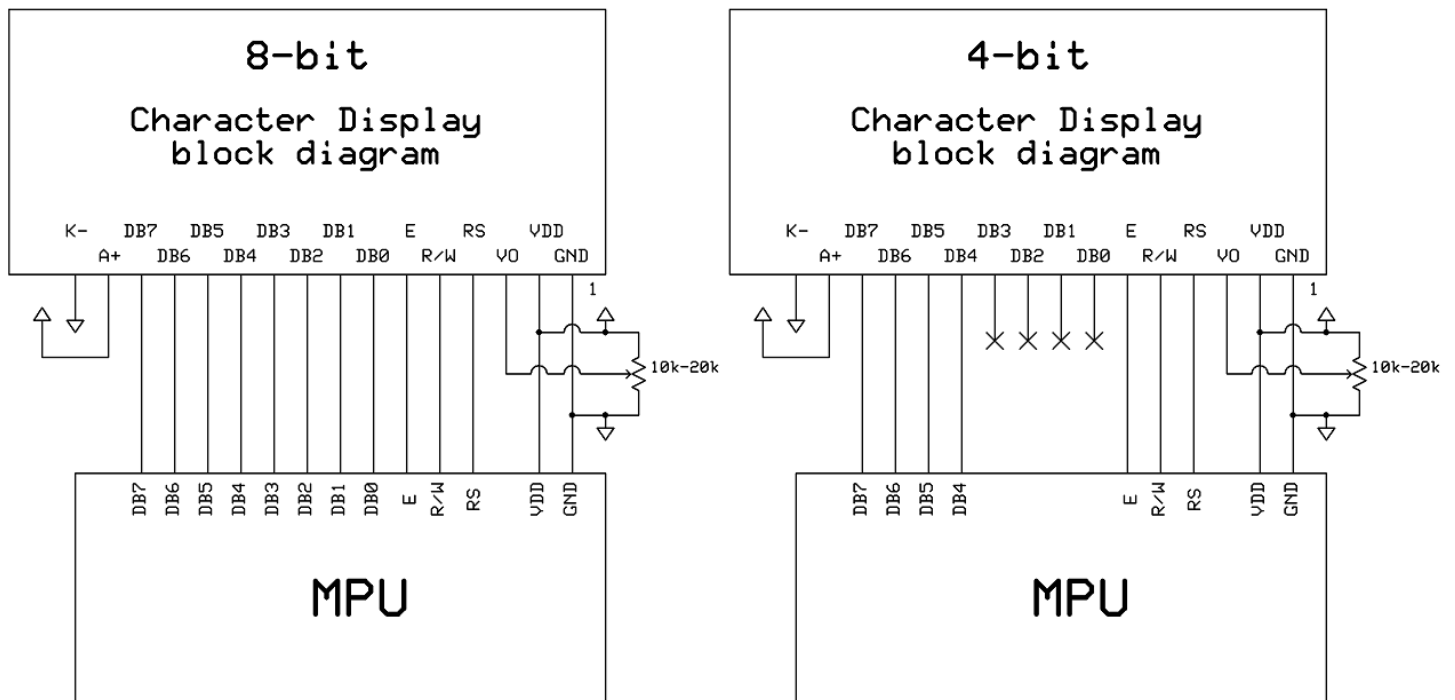 8-bit
Character Display
block diagram
K- DB7 DB5 DB3 DB1 E RS VDD
A+ DB6 DB4 DB2 DB0 R/W VO GND
1
10k-20k
DB7 DB6 DB5 DB4 DB3 DB2 DB1 DB0 E R/W RS VDD GND
MPU
4-bit
Character Display
block diagram
K- DB7 DB5 DB3 DB1 E RS VDD
A+ DB6 DB4 DB2 DB0 R/W VO GND
1
10k-20k
DB7 DB6 DB5 DB4 E R/W RS VDD GND
MPU